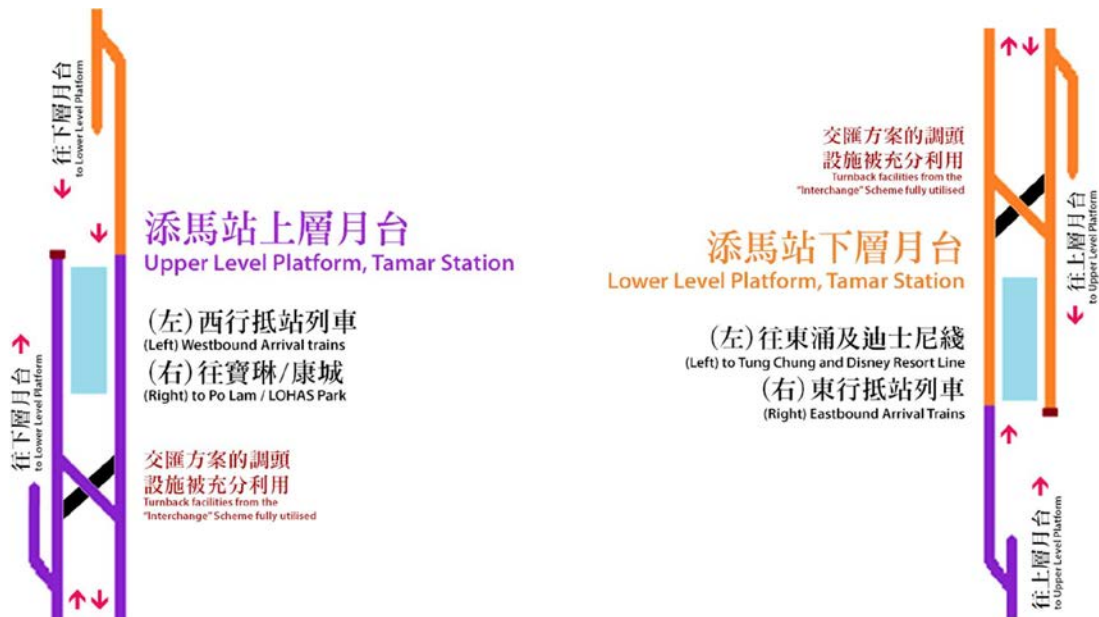 往下層月台
to Lower Level Platform
添馬站上層月台
Upper Level Platform, Tamar Station
(左)西行抵站列車
(Left) Westbound Arrival trains
(右)往寶琳/康城
(Right) to Po Lam / LOHAS Park
往下層月台
to Lower Level Platform
交匯方案的調頭
設施被充分利用
Turnback facilities from the
"Interchange" Scheme fully utilised
交匯方案的調頭
設施被充分利用
Turnback facilities from the
"Interchange" Scheme fully utilised
添馬站下層月台
Lower Level Platform, Tamar Station
往上層月台
to Upper Level Platform
(左)往東涌及迪士尼綫
(Left) to Tung Chung and Disney Resort Line
(右)東行抵站列車
(Right) Eastbound Arrival Trains
往上層月台
to Upper Level Platform